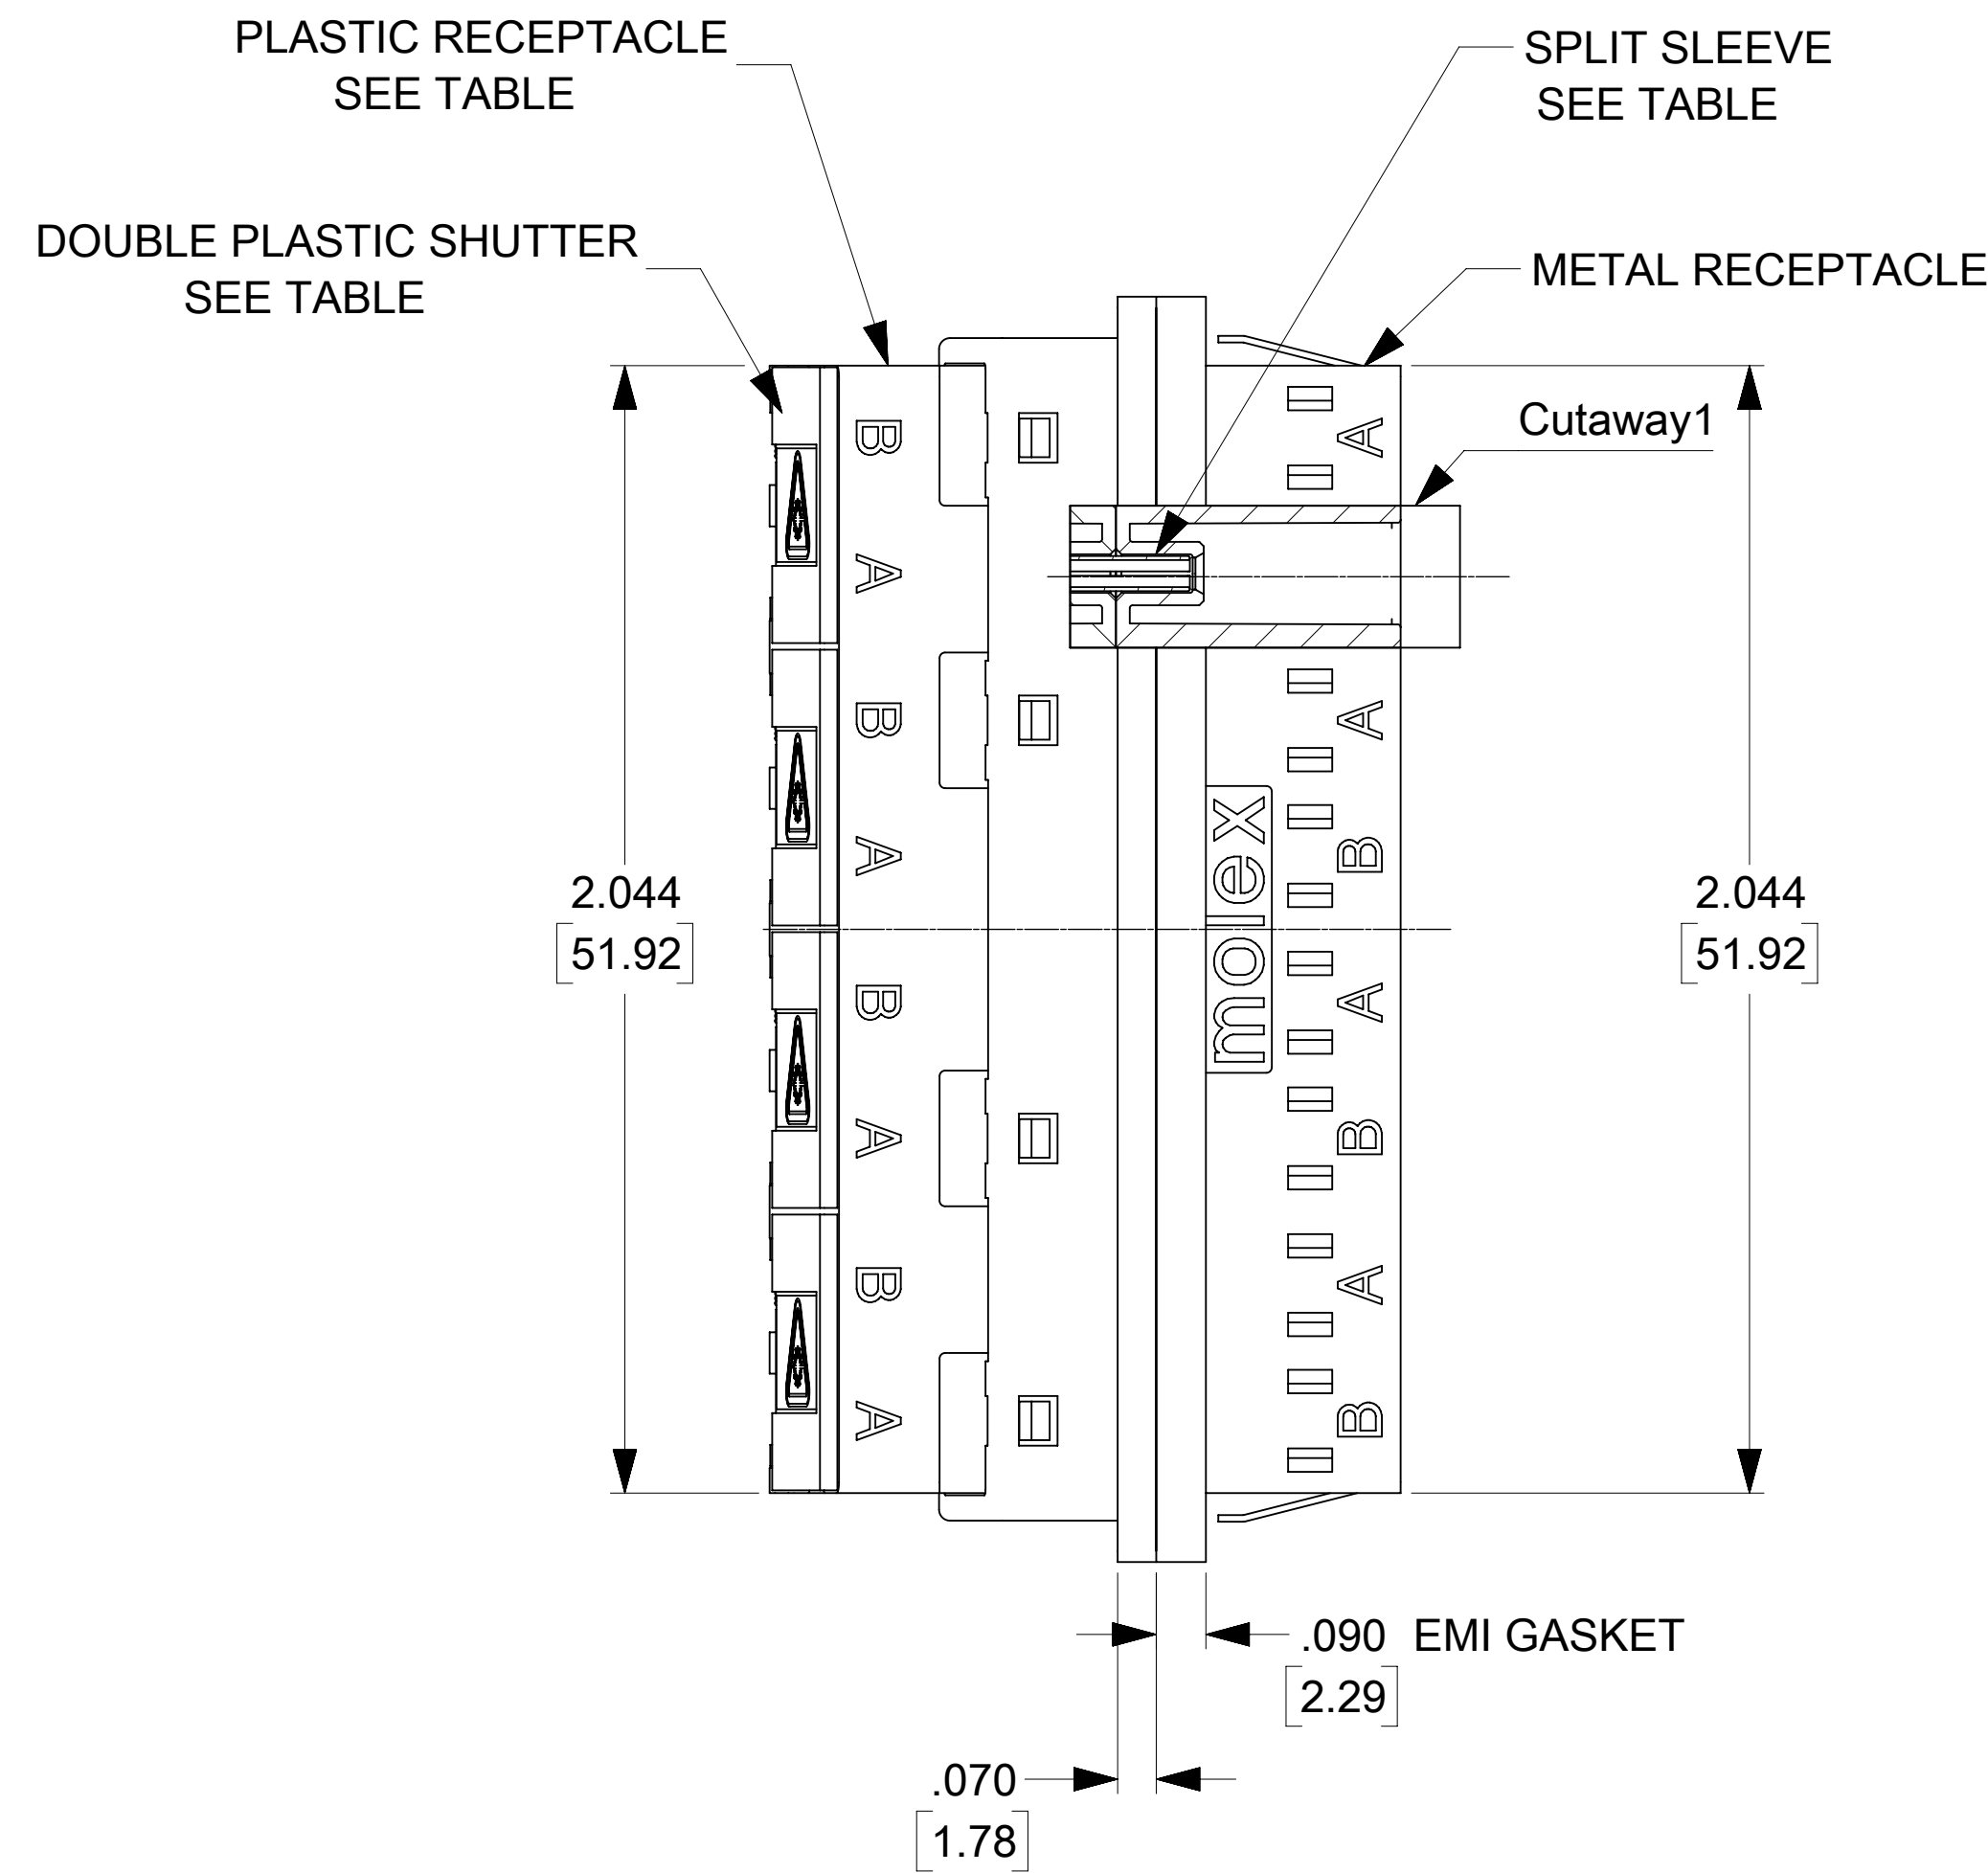 PLASTIC RECEPTACLE
SEE TABLE
SPLIT SLEEVE
SEE TABLE
DOUBLE PLASTIC SHUTTER
SEE TABLE
METAL RECEPTACLE
Cutaway1
B
A
B
A
B
A
B
A
A
A
B
A
B
A
B
molex
2.044
[51.92]
2.044
[51.92]
.090 EMI GASKET
[2.29]
.070
[1.78]